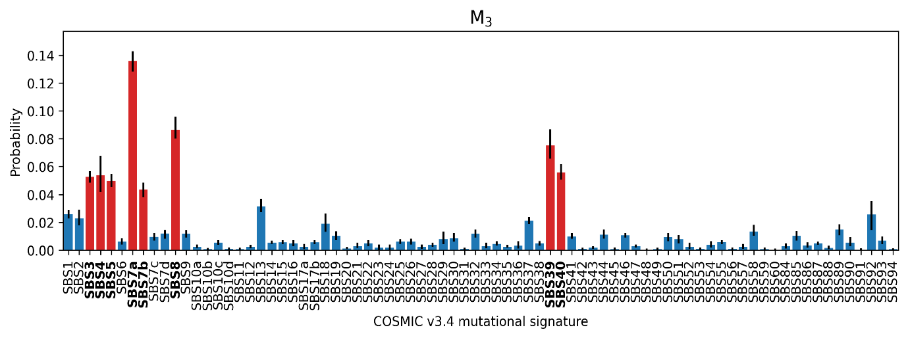 M3
Probability
0.14
0.12
0.10
0.08
0.06
0.04
0.02
0.00
SBS1
SBS2
SBS3
SBS4
SBS5
SBS6
SBS7a
SBS7b
SBS7c
SBS7d
SBS8
SBS9
SBS10a
SBS10b
SBS10c
SBS10d
SBS11
SBS12
SBS13
SBS14
SBS15
SBS16
SBS17a
SBS17b
SBS18
SBS19
SBS20
SBS21
SBS22
SBS23
SBS24
SBS25
SBS26
SBS27
SBS28
SBS29
SBS30
SBS31
SBS32
SBS33
SBS34
SBS35
SBS36
SBS37
SBS38
SBS39
SBS40
SBS41
SBS42
SBS43
SBS44
SBS45
SBS46
SBS47
SBS48
SBS49
SBS50
SBS51
SBS52
SBS53
SBS54
SBS55
SBS56
SBS57
SBS58
SBS59
SBS60
SBS84
SBS85
SBS86
SBS87
SBS88
SBS89
SBS90
SBS91
SBS92
SBS93
SBS94
COSMIC v3.4 mutational signature